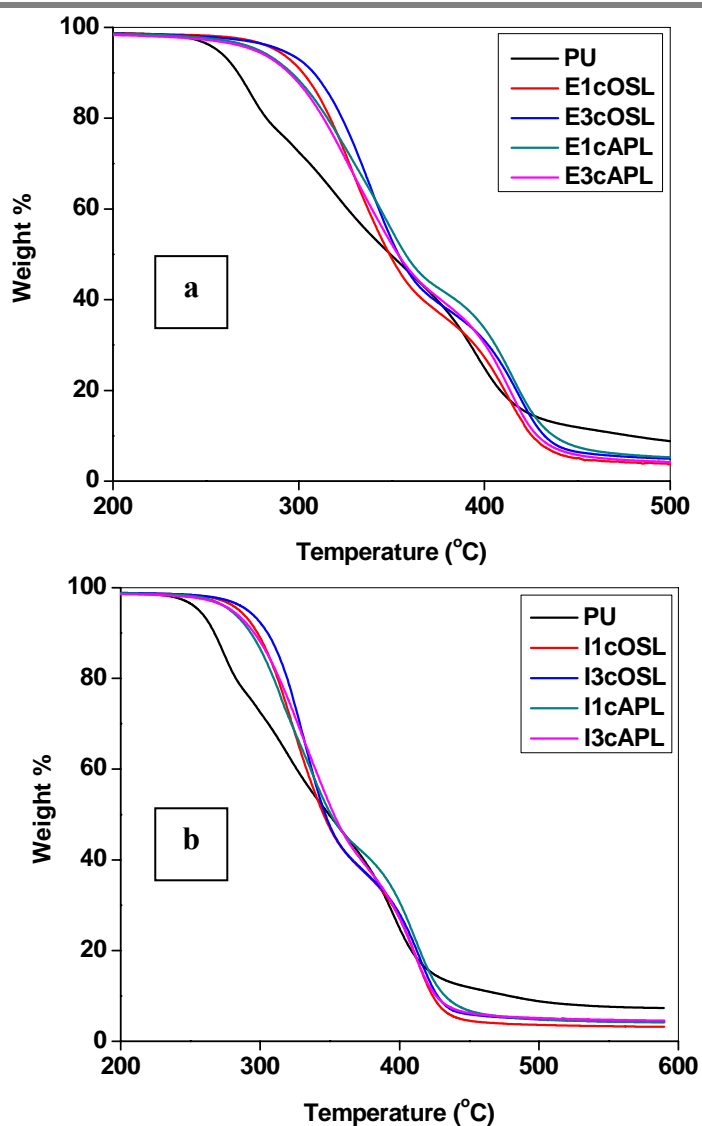 100
80
60
40
20
0
Weight %
PU
E1cOSL
E3cOSL
E1cAPL
E3cAPL
a
200 300 400 500
Temperature (°C)
100
80
60
40
20
0
Weight %
PU
I1cOSL
I3cOSL
I1cAPL
I3cAPL
b
200 300 400 500 600
Temperature (°C)